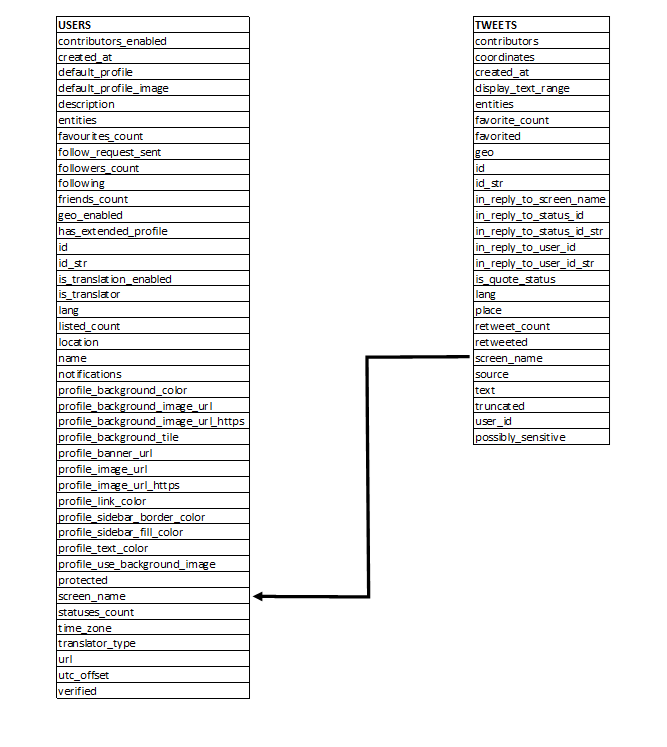 USERS
contributors_enabled
created_at
default_profile
default_profile_image
description
entities
favourites_count
follow_request_sent
followers_count
following
friends_count
geo_enabled
has_extended_profile
id
id_str
is_translation_enabled
is_translator
lang
listed_count
location
name
notifications
profile_background_color
profile_background_image_url
profile_background_image_url_https
profile_background_tile
profile_banner_url
profile_image_url
profile_image_url_https
profile_link_color
profile_sidebar_border_color
profile_sidebar_fill_color
profile_text_color
profile_use_background_image
protected
screen_name
statuses_count
time_zone
translator_type
url
utc_offset
verified
TWEETS
contributors
coordinates
created_at
display_text_range
entities
favorite_count
favorited
geo
id
id_str
in_reply_to_screen_name
in_reply_to_status_id
in_reply_to_status_id_str
in_reply_to_user_id
in_reply_to_user_id_str
is_quote_status
lang
place
retweet_count
retweeted
screen_name
source
text
truncated
user_id
possibly_sensitive